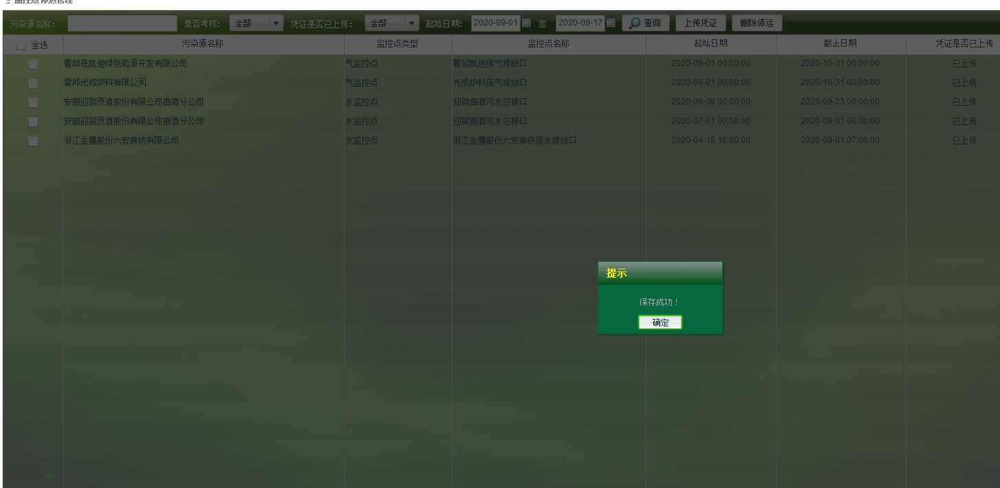 监控点停运管理
污染源名称: 是否考核: 全部 凭证是否已上传: 全部 起始日期: 2020-09-01 至 2020-09-17 查询 上传凭证 删除停运
全选 污染源名称 监控点类型 监控点名称 起始日期 截止日期 凭证是否已上传
霍邱县凯迪绿色能源开发有限公司 气监控点 霍邱凯迪废气排放口 2020-09-01 00:00:00 2020-10-31 00:00:00 已上传
霍邱光成炉料有限公司 气监控点 光成炉料废气排放口 2020-09-01 00:00:00 2020-10-31 00:00:00 已上传
安徽迎驾贡酒股份有限公司曲酒分公司 水监控点 迎驾曲酒污水总排口 2020-09-08 00:00:00 2020-09-23 00:00:00 已上传
安徽迎驾贡酒股份有限公司曲酒分公司 水监控点 迎驾曲酒污水总排口 2020-07-01 00:00:00 2020-09-01 00:00:00 已上传
浙江金鹰股份六安麻纺有限公司 水监控点 浙江金鹰股份六安麻纺废水排放口 2020-04-15 16:00:00 2020-09-01 07:00:00 已上传
提示
保存成功！
确定